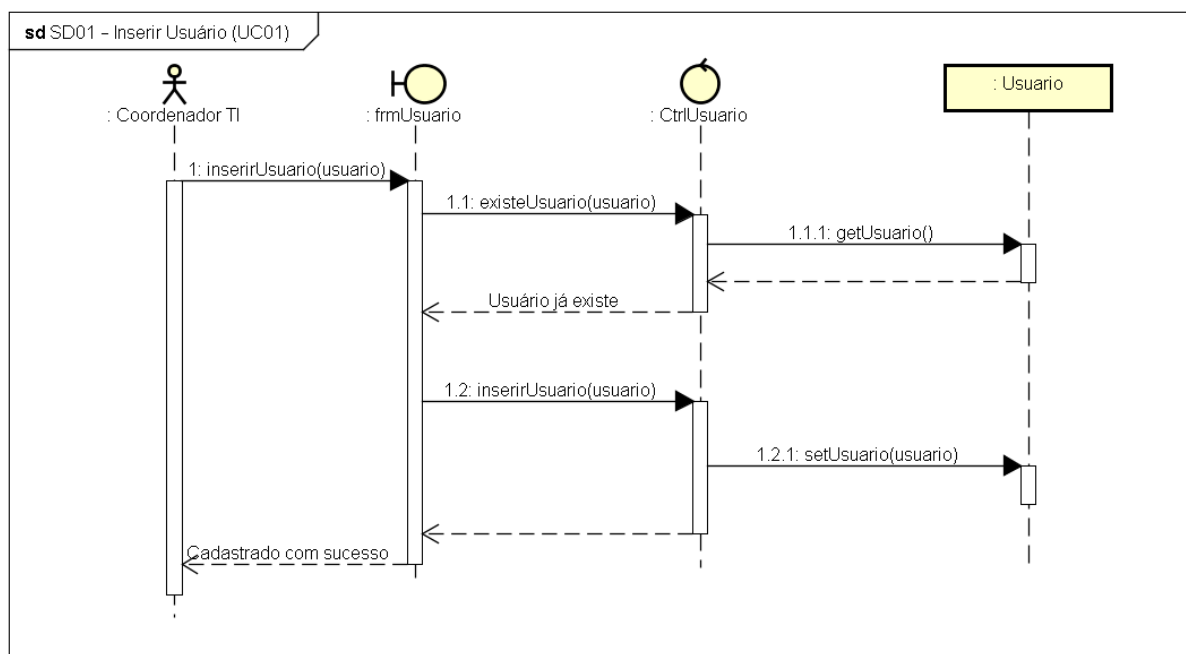 sd SD01 - Inserir Usuário (UC01)
: Coordenador TI
: frmUsuario
: CtrlUsuario
: Usuario
1: inserirUsuario(usuario)
1.1: existeUsuario(usuario)
1.1.1: getUsuario()
Usuário já existe
1.2: inserirUsuario(usuario)
1.2.1: setUsuario(usuario)
Cadastrado com sucesso